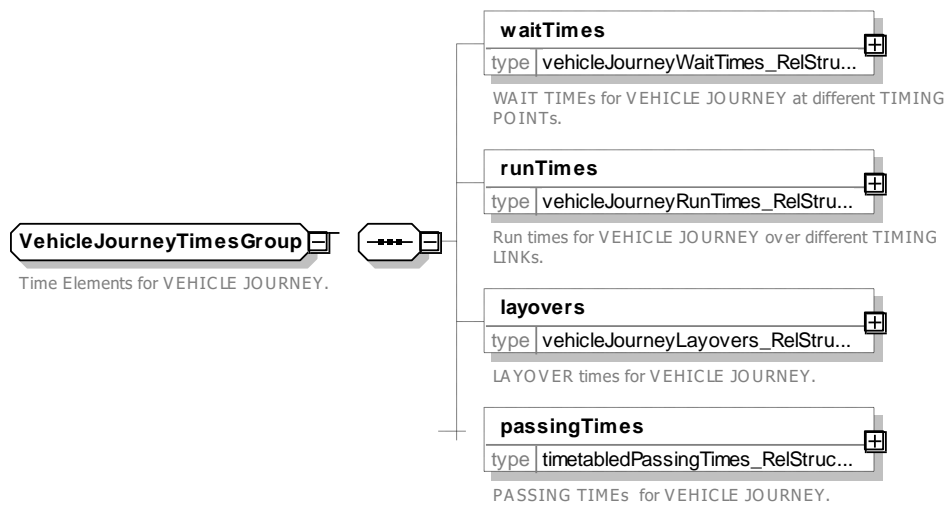 waitTimes
type vehicleJourneyWaitTimes_RelStru...
WAIT TIMEs for VEHICLE JOURNEY at different TIMING
POINTs.
runTimes
type vehicleJourneyRunTimes_RelStru...
Run times for VEHICLE JOURNEY over different TIMING
LINKs.
VehicleJourneyTimesGroup
Time Elements for VEHICLE JOURNEY.
layovers
type vehicleJourneyLayovers_RelStru...
LAYOVER times for VEHICLE JOURNEY.
passingTimes
type timetabledPassingTimes_RelStruc...
PASSING TIMEs for VEHICLE JOURNEY.